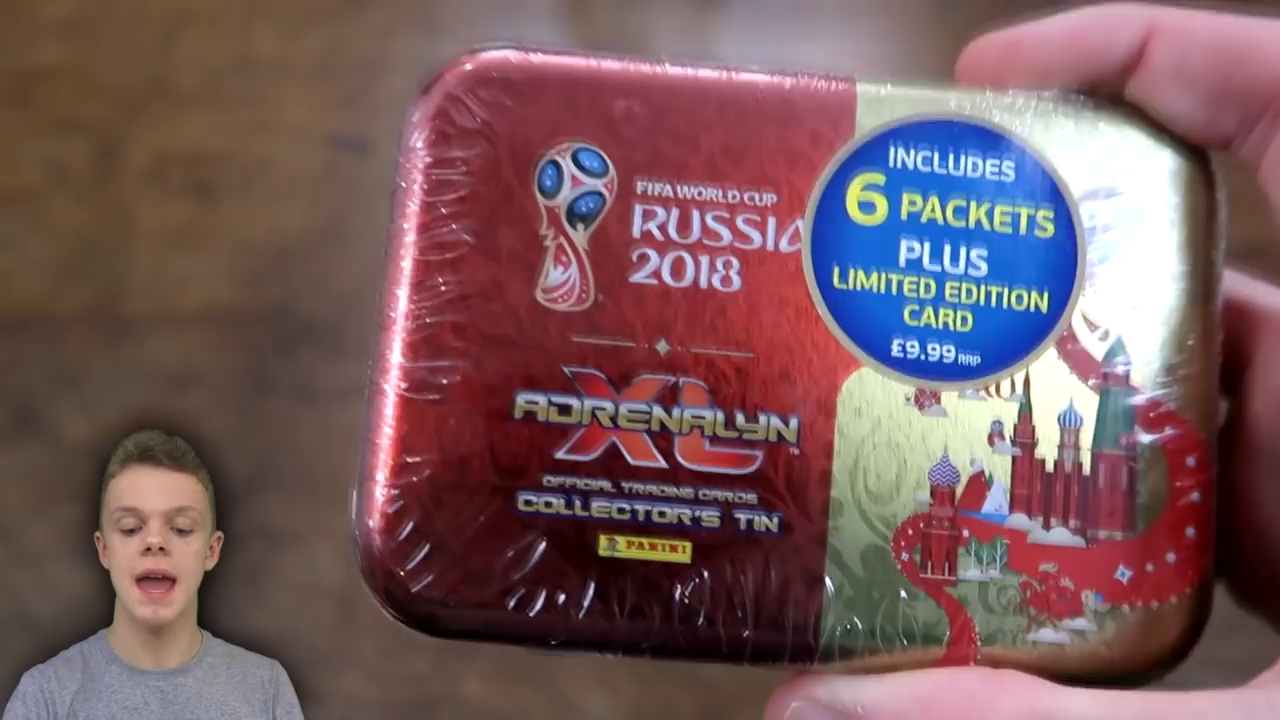 FIFA WORLD CUP
RUSSIA
2018
ADRENALYN
XL™
OFFICIAL TRADING CARDS
COLLECTOR'S TIN
PANINI
INCLUDES
6 PACKETS
PLUS
LIMITED EDITION
CARD
£9.99 RRP